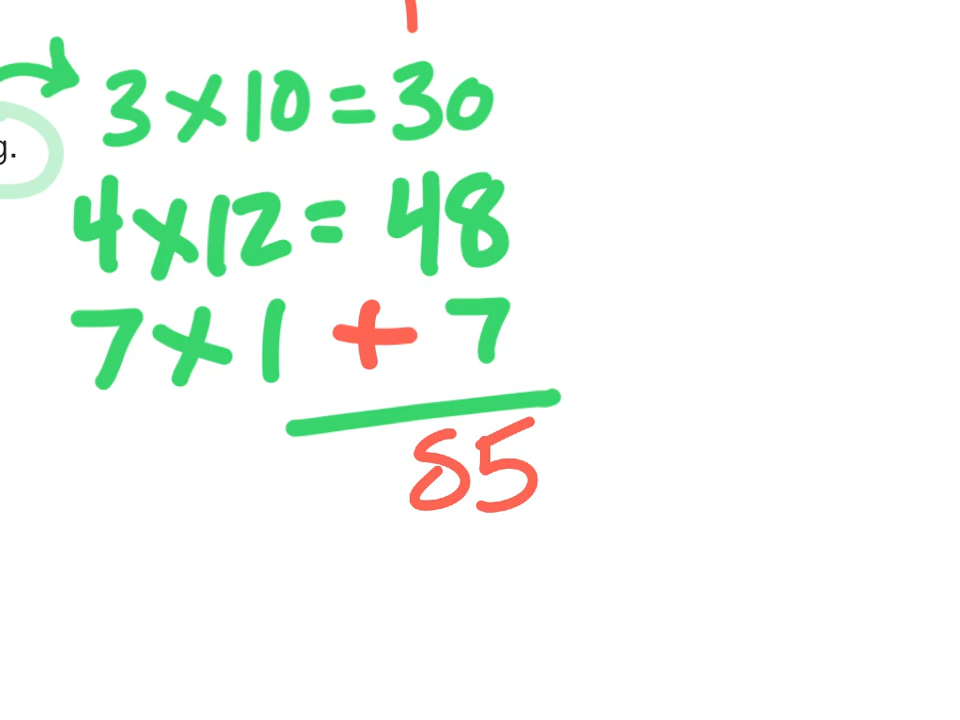 3×10=30
g.
4×12=48
7×1 + 7
85